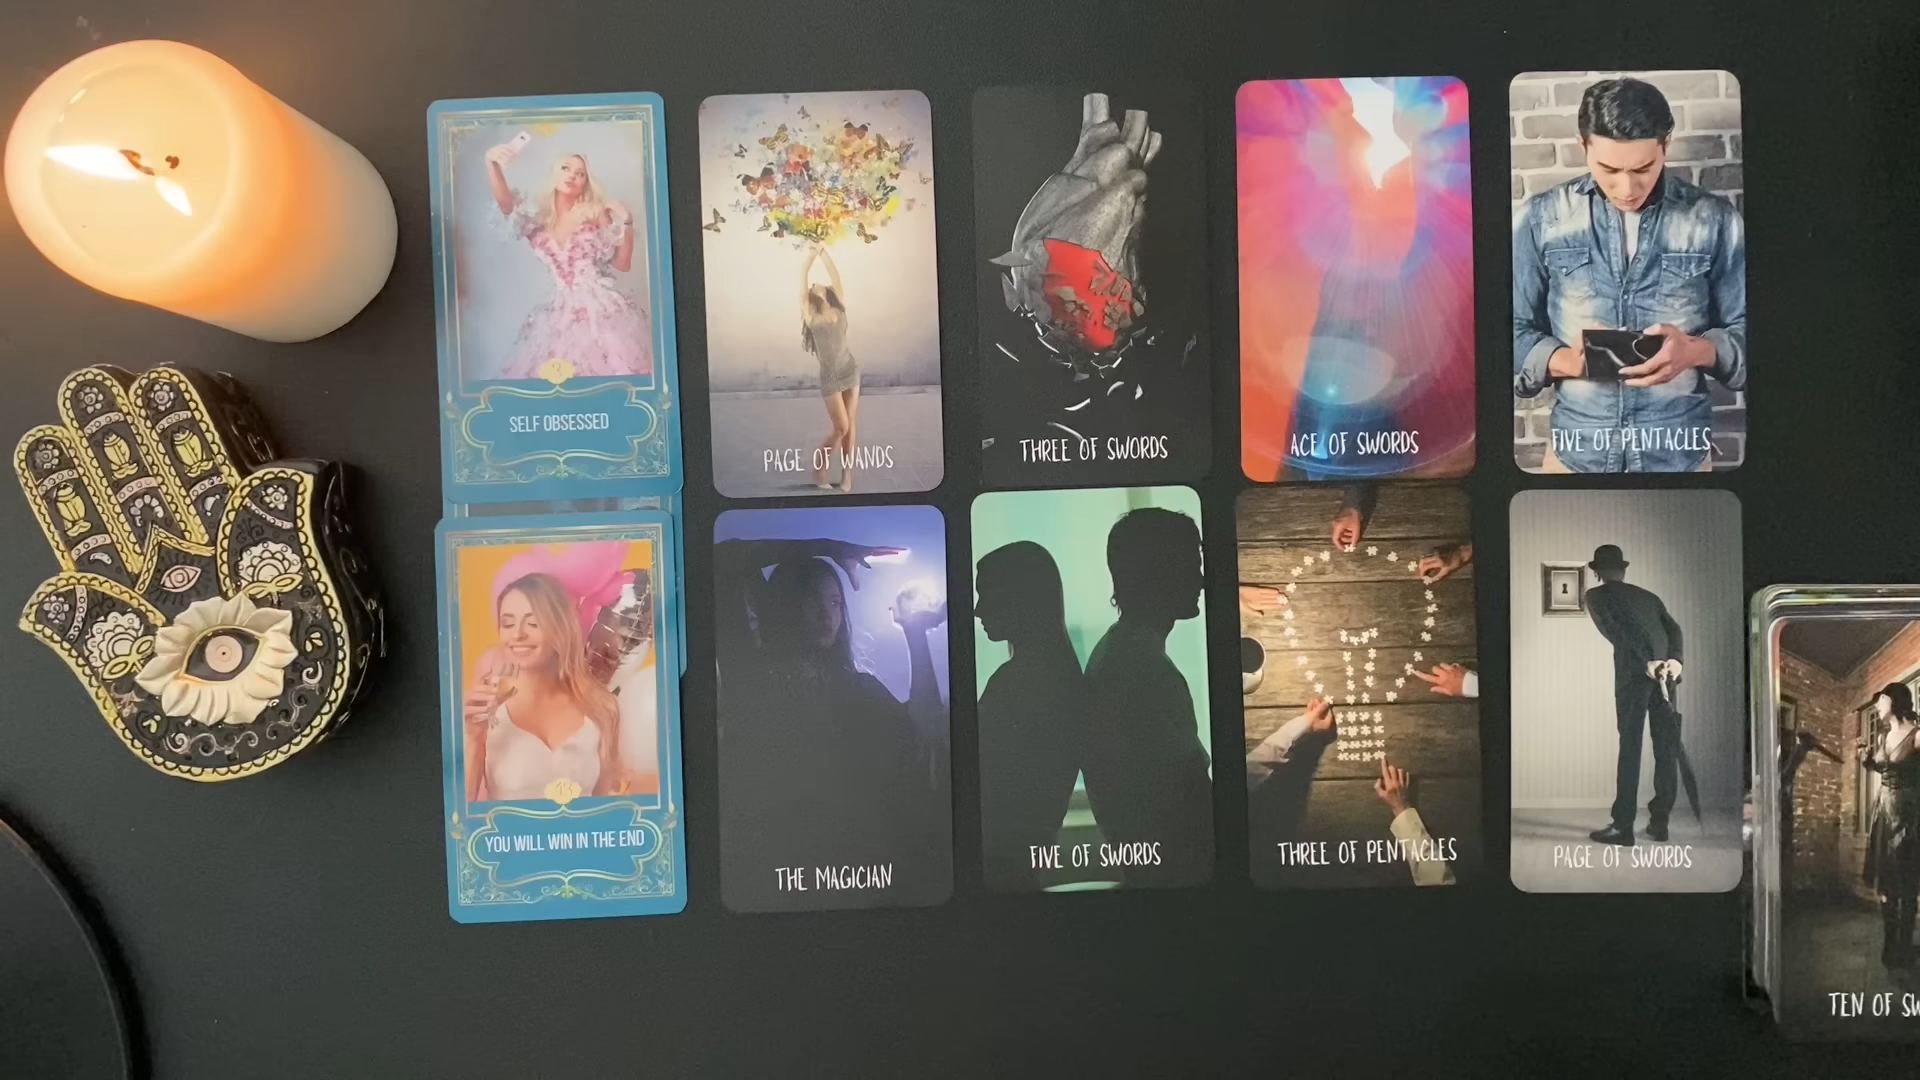 3
SELF OBSESSED
PAGE OF WANDS
THREE OF SWORDS
ACE OF SWORDS
FIVE OF PENTACLES
YOU WILL WIN IN THE END
THE MAGICIAN
FIVE OF SWORDS
THREE OF PENTACLES
PAGE OF SWORDS
TEN OF SW